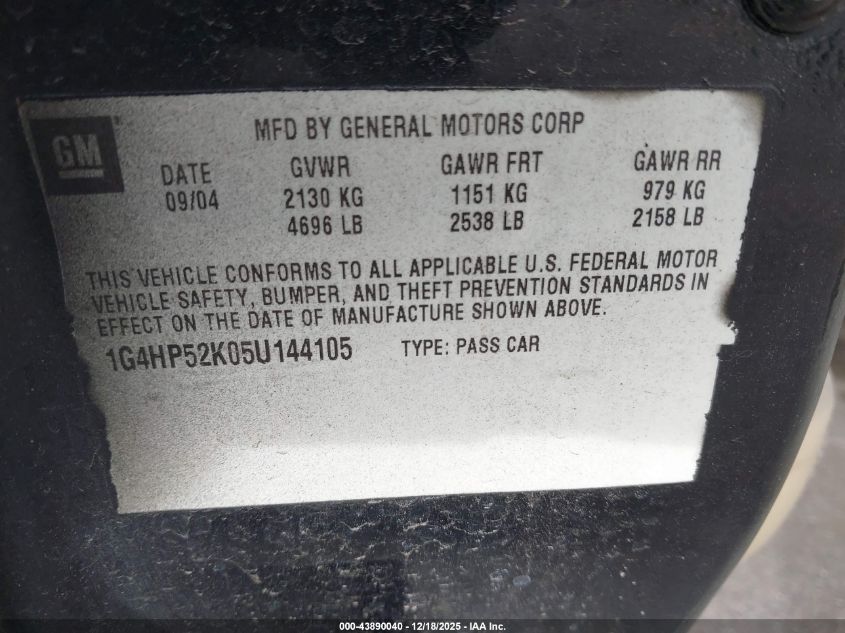 GM
MFD BY GENERAL MOTORS CORP
DATE GVWR GAWR FRT GAWR RR
09/04 2130 KG 1151 KG 979 KG
4696 LB 2538 LB 2158 LB
THIS VEHICLE CONFORMS TO ALL APPLICABLE U.S. FEDERAL MOTOR
VEHICLE SAFETY, BUMPER, AND THEFT PREVENTION STANDARDS IN
EFFECT ON THE DATE OF MANUFACTURE SHOWN ABOVE.
1G4HP52K05U144105 TYPE: PASS CAR
000-43890040 - 12/18/2025 - IAA Inc.